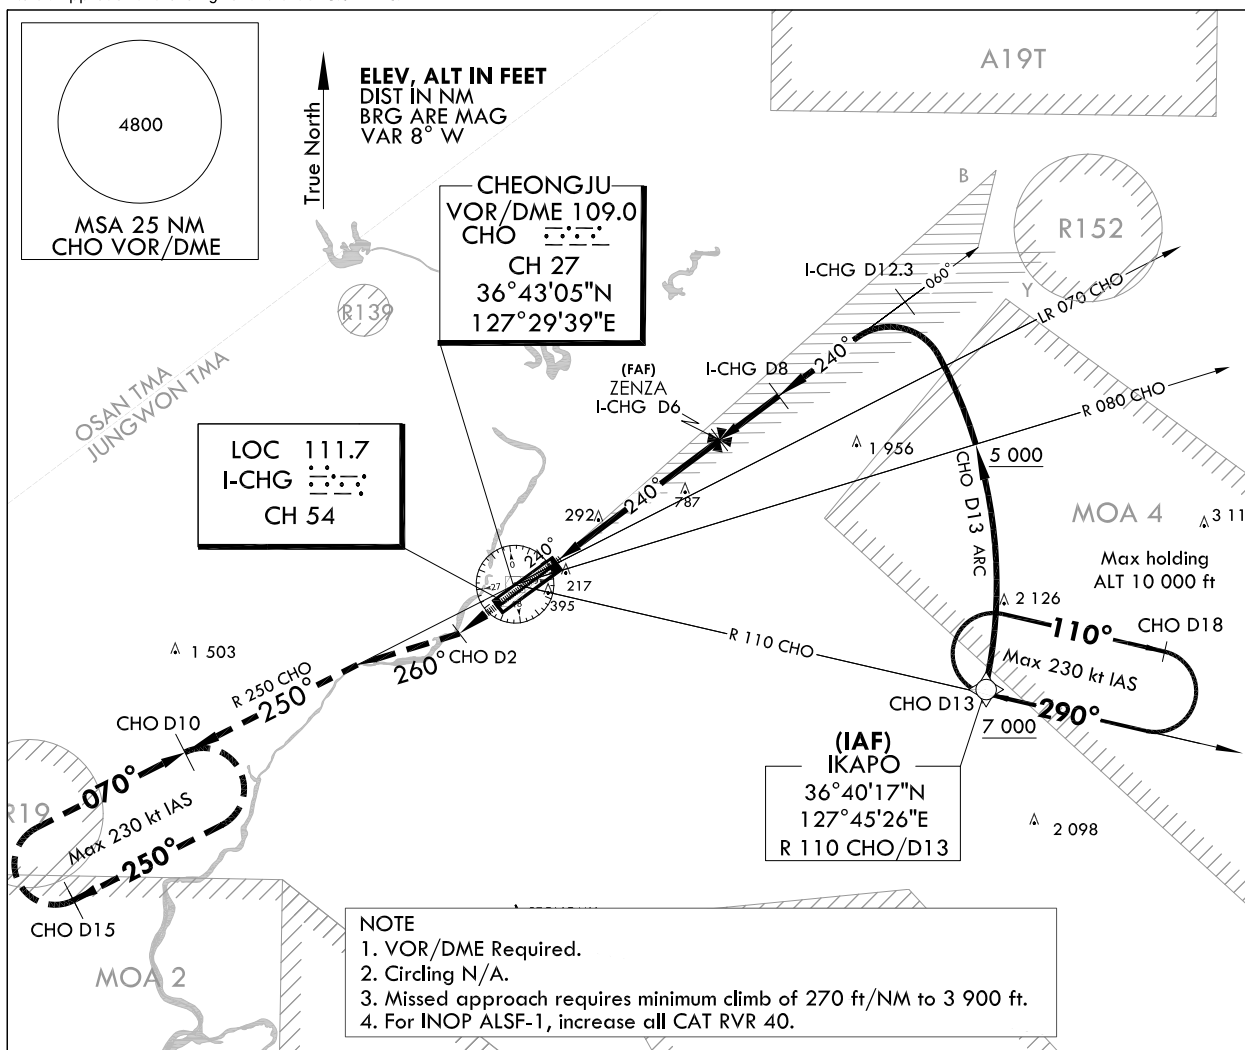 4800
MSA 25 NM
CHO VOR/DME
True North
ELEV, ALT IN FEET
DIST IN NM
BRG ARE MAG
VAR 8° W
A19T
CHEONGJU
VOR/DME 109.0
CHO
CH 27
36°43'05"N
127°29'39"E
B
R152
I-CHG D12.3
060°
Y
LR 070 CHO
R139
OSAN TMA
JUNGWON TMA
(FAF)
ZENZA
I-CHG D6
I-CHG D8
240°
R 080 CHO
LOC 111.7
I-CHG
CH 54
1 956
5 000
CHO D13 ARC
MOA 4
3 11
Max holding
ALT 10 000 ft
240°
787
292
240°
0
27
217
395
2 126
110°
CHO D18
Max 230 kt IAS
290°
R 110 CHO
CHO D13
7 000
1 503
CHO D2
260°
R 250 CHO
250°
CHO D10
070°
Max 230 kt IAS
250°
R19
CHO D15
MOA 2
(IAF)
IKAPO
36°40'17"N
127°45'26"E
R 110 CHO/D13
2 098
NOTE
1. VOR/DME Required.
2. Circling N/A.
3. Missed approach requires minimum climb of 270 ft/NM to 3 900 ft.
4. For INOP ALSF-1, increase all CAT RVR 40.